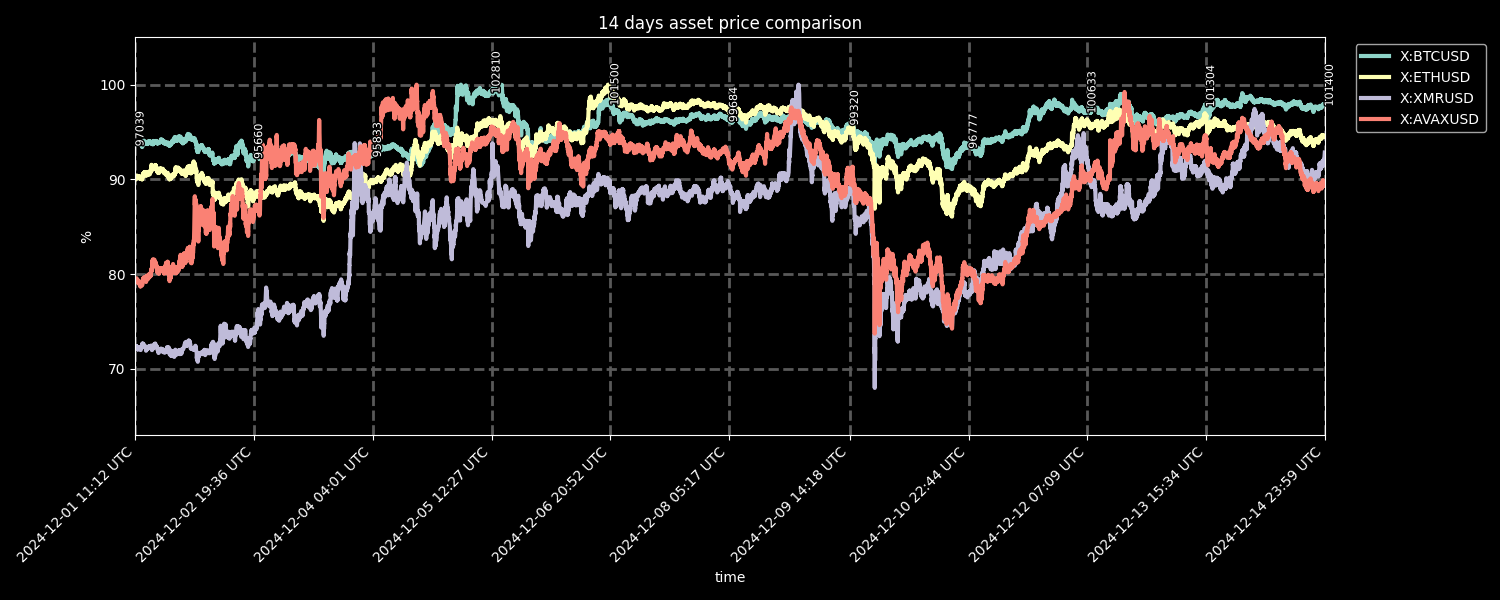 14 days asset price comparison
X:BTCUSD
X:ETHUSD
X:XMRUSD
X:AVAXUSD
100
90
80
70
%
97039
95660
95833
102810
101500
99684
99320
96777
100633
101304
101400
2024-12-01 11:12 UTC
2024-12-02 19:36 UTC
2024-12-04 04:01 UTC
2024-12-05 12:27 UTC
2024-12-06 20:52 UTC
2024-12-08 05:17 UTC
2024-12-09 14:18 UTC
2024-12-10 22:44 UTC
2024-12-12 07:09 UTC
2024-12-13 15:34 UTC
2024-12-14 23:59 UTC
time